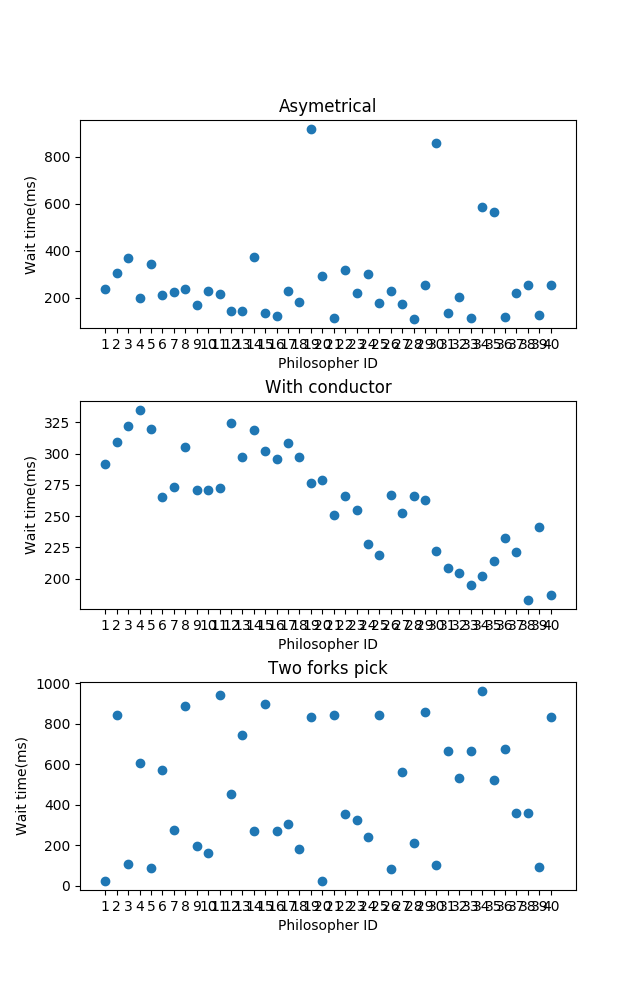 Asymetrical
800
600
400
200
Wait time(ms)
1 2 3 4 5 6 7 8 9 10 11 12 13 14 15 16 17 18 19 20 21 22 23 24 25 26 27 28 29 30 31 32 33 34 35 36 37 38 39 40
Philosopher ID
With conductor
325
300
275
250
225
200
Wait time(ms)
1 2 3 4 5 6 7 8 9 10 11 12 13 14 15 16 17 18 19 20 21 22 23 24 25 26 27 28 29 30 31 32 33 34 35 36 37 38 39 40
Philosopher ID
Two forks pick
1000
800
600
400
200
0
Wait time(ms)
1 2 3 4 5 6 7 8 9 10 11 12 13 14 15 16 17 18 19 20 21 22 23 24 25 26 27 28 29 30 31 32 33 34 35 36 37 38 39 40
Philosopher ID